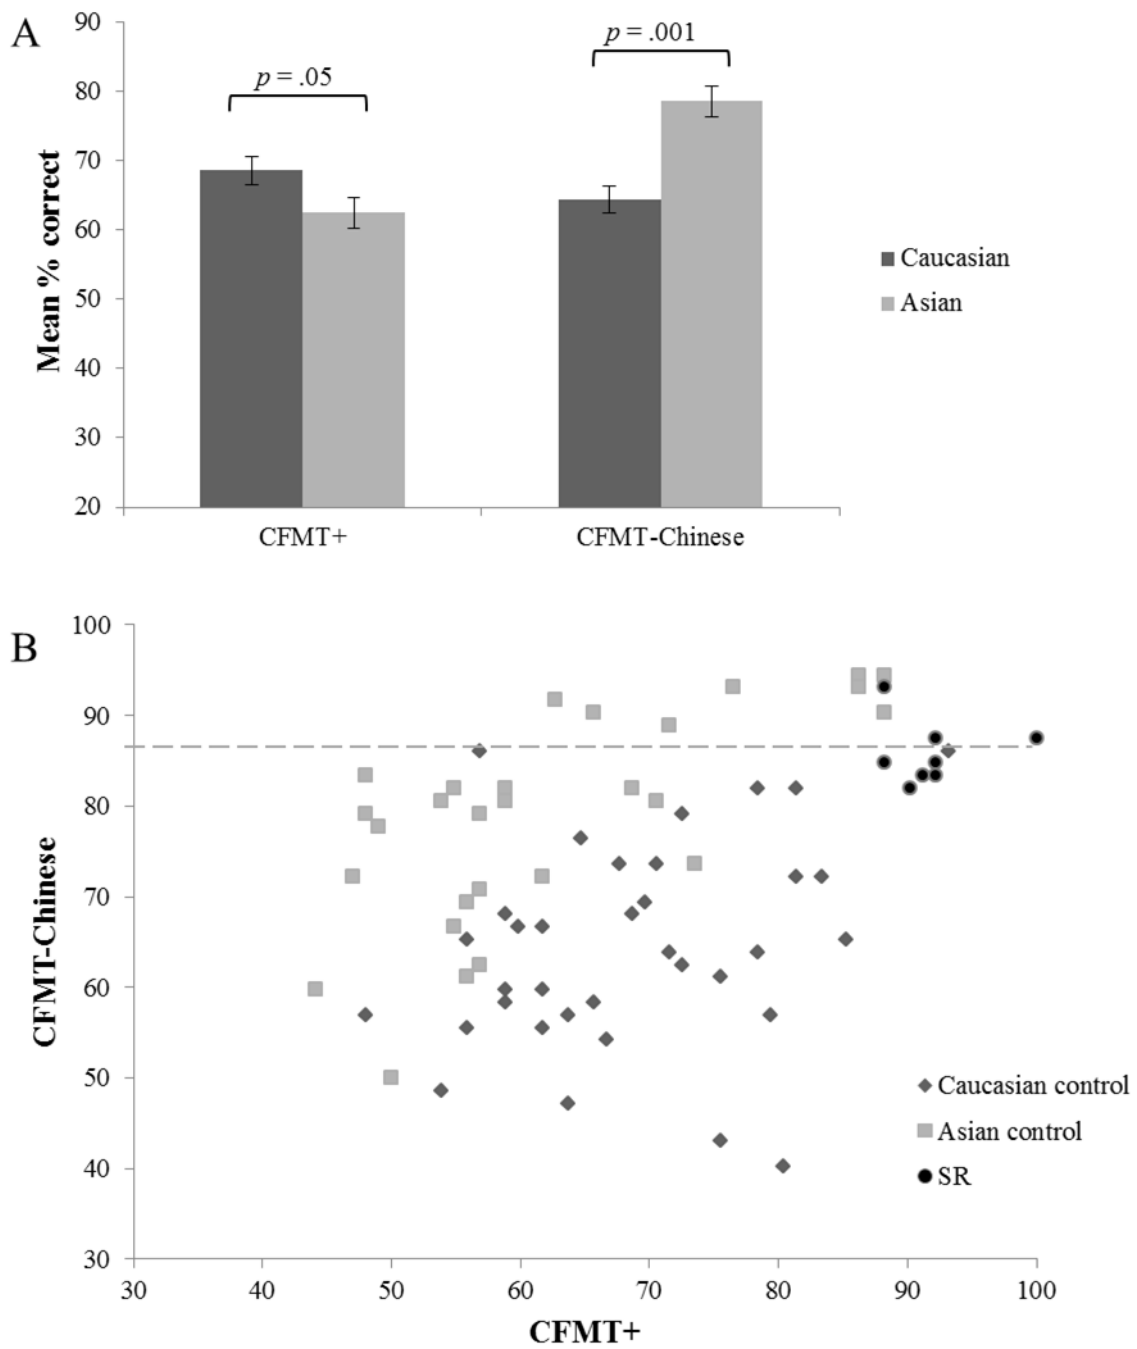 A
90
80
70
60
50
40
30
20
Mean % correct
p = .05
p = .001
CFMT+
CFMT-Chinese
Caucasian
Asian
B
100
90
80
70
60
50
40
30
CFMT-Chinese
Caucasian control
Asian control
SR
30 40 50 60 70 80 90 100
CFMT+